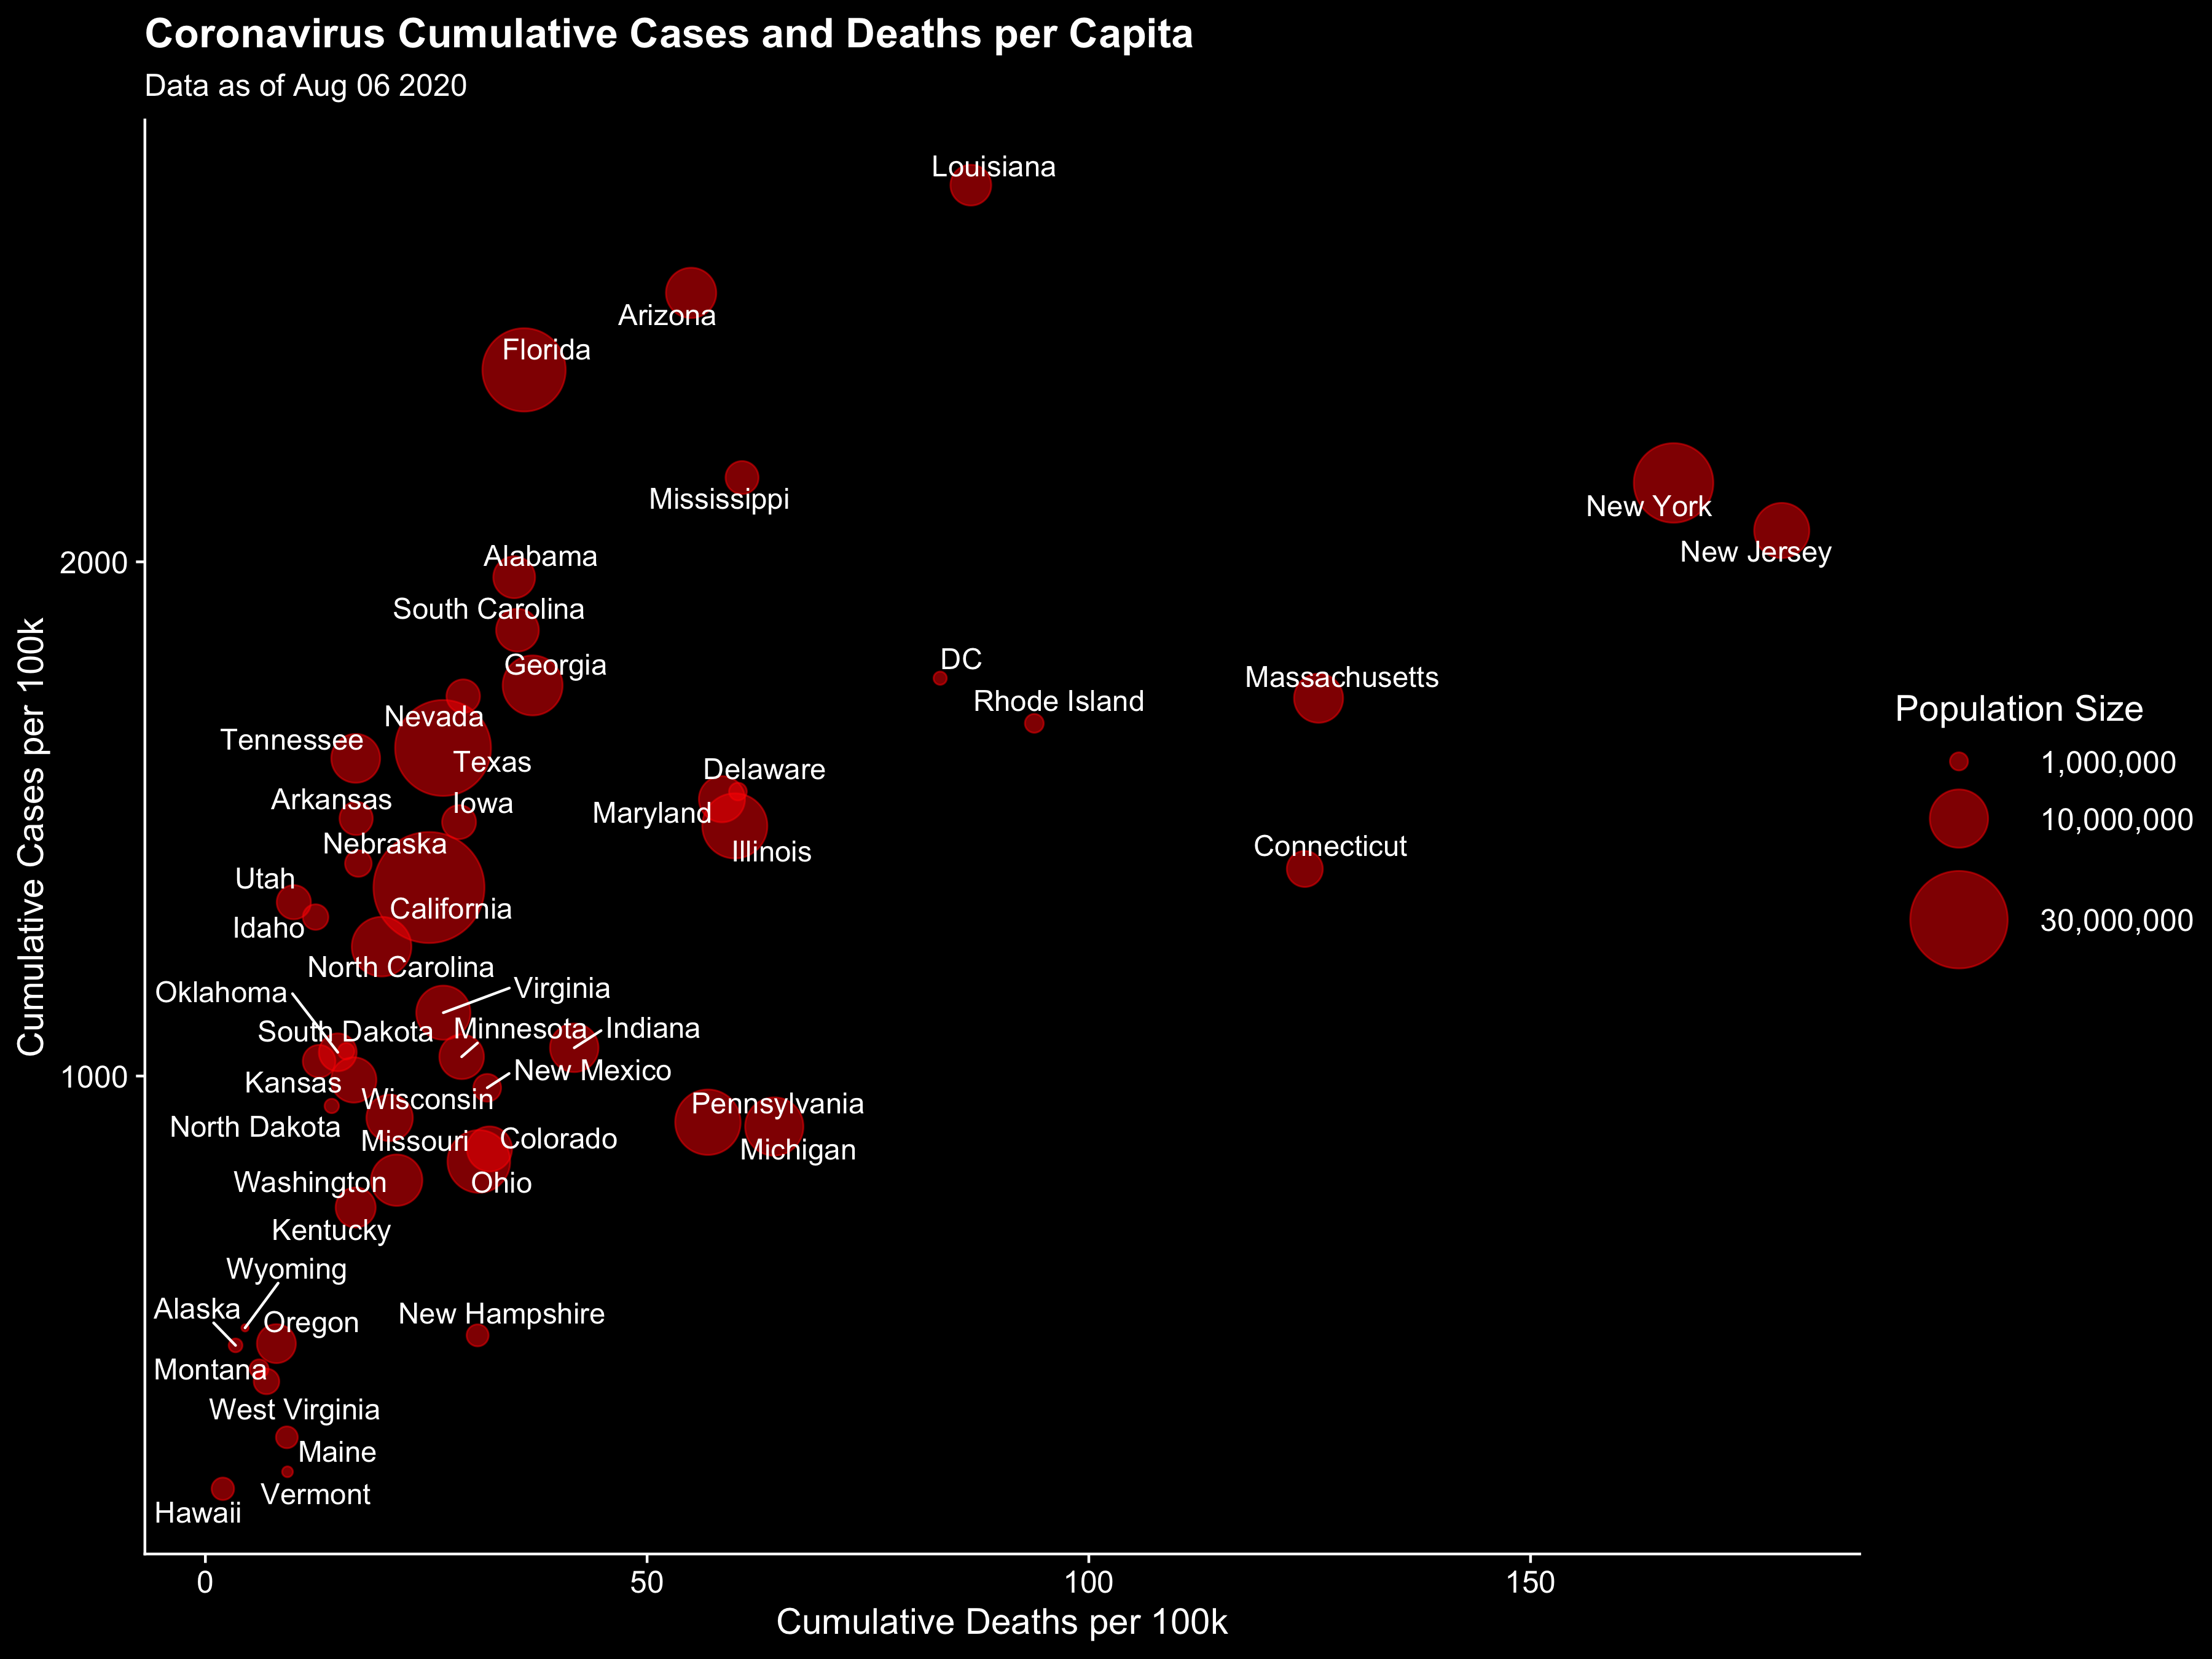 Coronavirus Cumulative Cases and Deaths per Capita
Data as of Aug 06 2020
Louisiana
Arizona
Florida
Mississippi
New York
New Jersey
2000
Alabama
South Carolina
Georgia
DC
Massachusetts
Rhode Island
Nevada
Tennessee
Texas
Delaware
Arkansas
Iowa
Maryland
Nebraska
Illinois
Connecticut
Utah
California
Idaho
North Carolina
Oklahoma
Virginia
South Dakota
Minnesota
Indiana
1000
Kansas
New Mexico
Wisconsin
Pennsylvania
North Dakota
Missouri
Colorado
Michigan
Washington
Ohio
Kentucky
Wyoming
Alaska
Oregon
New Hampshire
Montana
West Virginia
Maine
Vermont
Hawaii
Cumulative Cases per 100k
0
50
100
150
Cumulative Deaths per 100k
Population Size
1,000,000
10,000,000
30,000,000